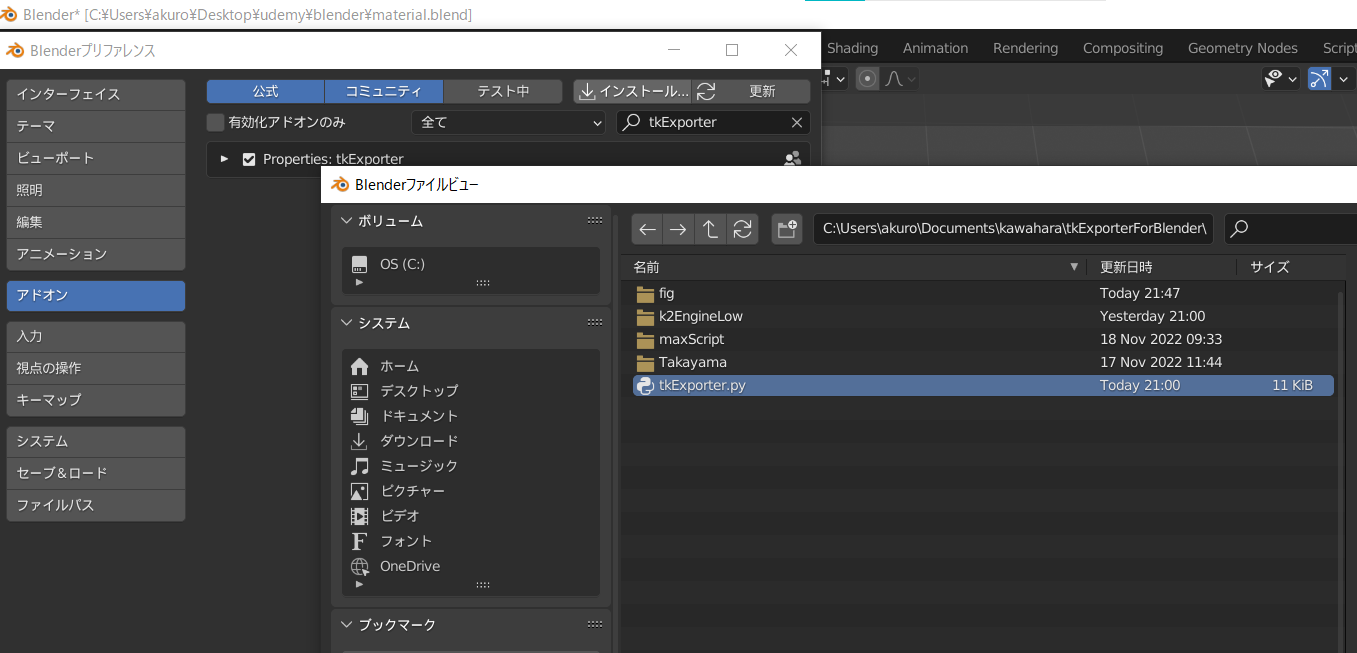 Blender* [C:¥Users¥akuro¥Desktop¥udemy¥blender¥material.blend]
Blenderプリファレンス
Shading Animation Rendering Compositing Geometry Nodes Script
インターフェイス
テーマ
ビューポート
照明
編集
アニメーション
アドオン
入力
視点の操作
キーマップ
システム
セーブ＆ロード
ファイルパス
公式 コミュニティ テスト中 インストール... 更新
有効化アドオンのみ 全て tkExporter
Properties: tkExporter
Blenderファイルビュー
ボリューム
OS (C:)
システム
ホーム
デスクトップ
ドキュメント
ダウンロード
ミュージック
ピクチャー
ビデオ
フォント
OneDrive
ブックマーク
C:\Users\akuro\Documents\kawahara\tkExporterForBlender\
名前 更新日時 サイズ
fig Today 21:47
k2EngineLow Yesterday 21:00
maxScript 18 Nov 2022 09:33
Takayama 17 Nov 2022 11:44
tkExporter.py Today 21:00 11 KiB